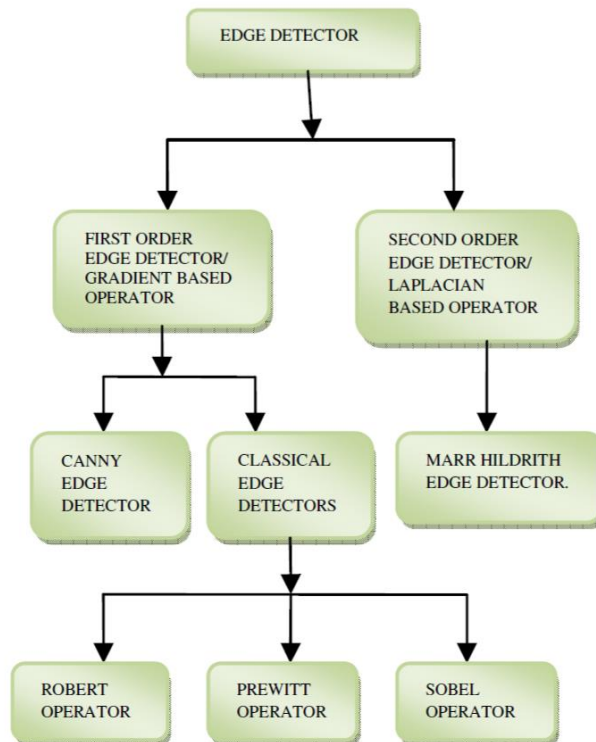 EDGE DETECTOR
FIRST ORDER
EDGE DETECTOR/
GRADIENT BASED
OPERATOR
SECOND ORDER
EDGE DETECTOR/
LAPLACIAN
BASED OPERATOR
CANNY
EDGE
DETECTOR
CLASSICAL
EDGE
DETECTORS
MARR HILDRITH
EDGE DETECTOR.
ROBERT
OPERATOR
PREWITT
OPERATOR
SOBEL
OPERATOR